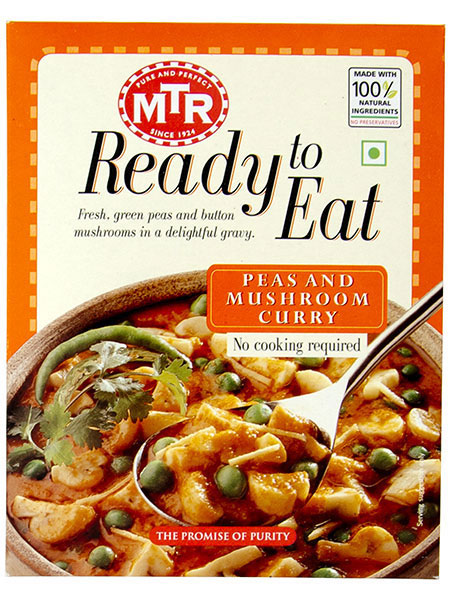 PURE AND PERFECT
MTR
SINCE 1924
MADE WITH
100%
NATURAL
INGREDIENTS
NO PRESERVATIVES
Ready to
Eat
Fresh, green peas and button
mushrooms in a delightful gravy.
PEAS AND
MUSHROOM
CURRY
No cooking required
THE PROMISE OF PURITY
Serving